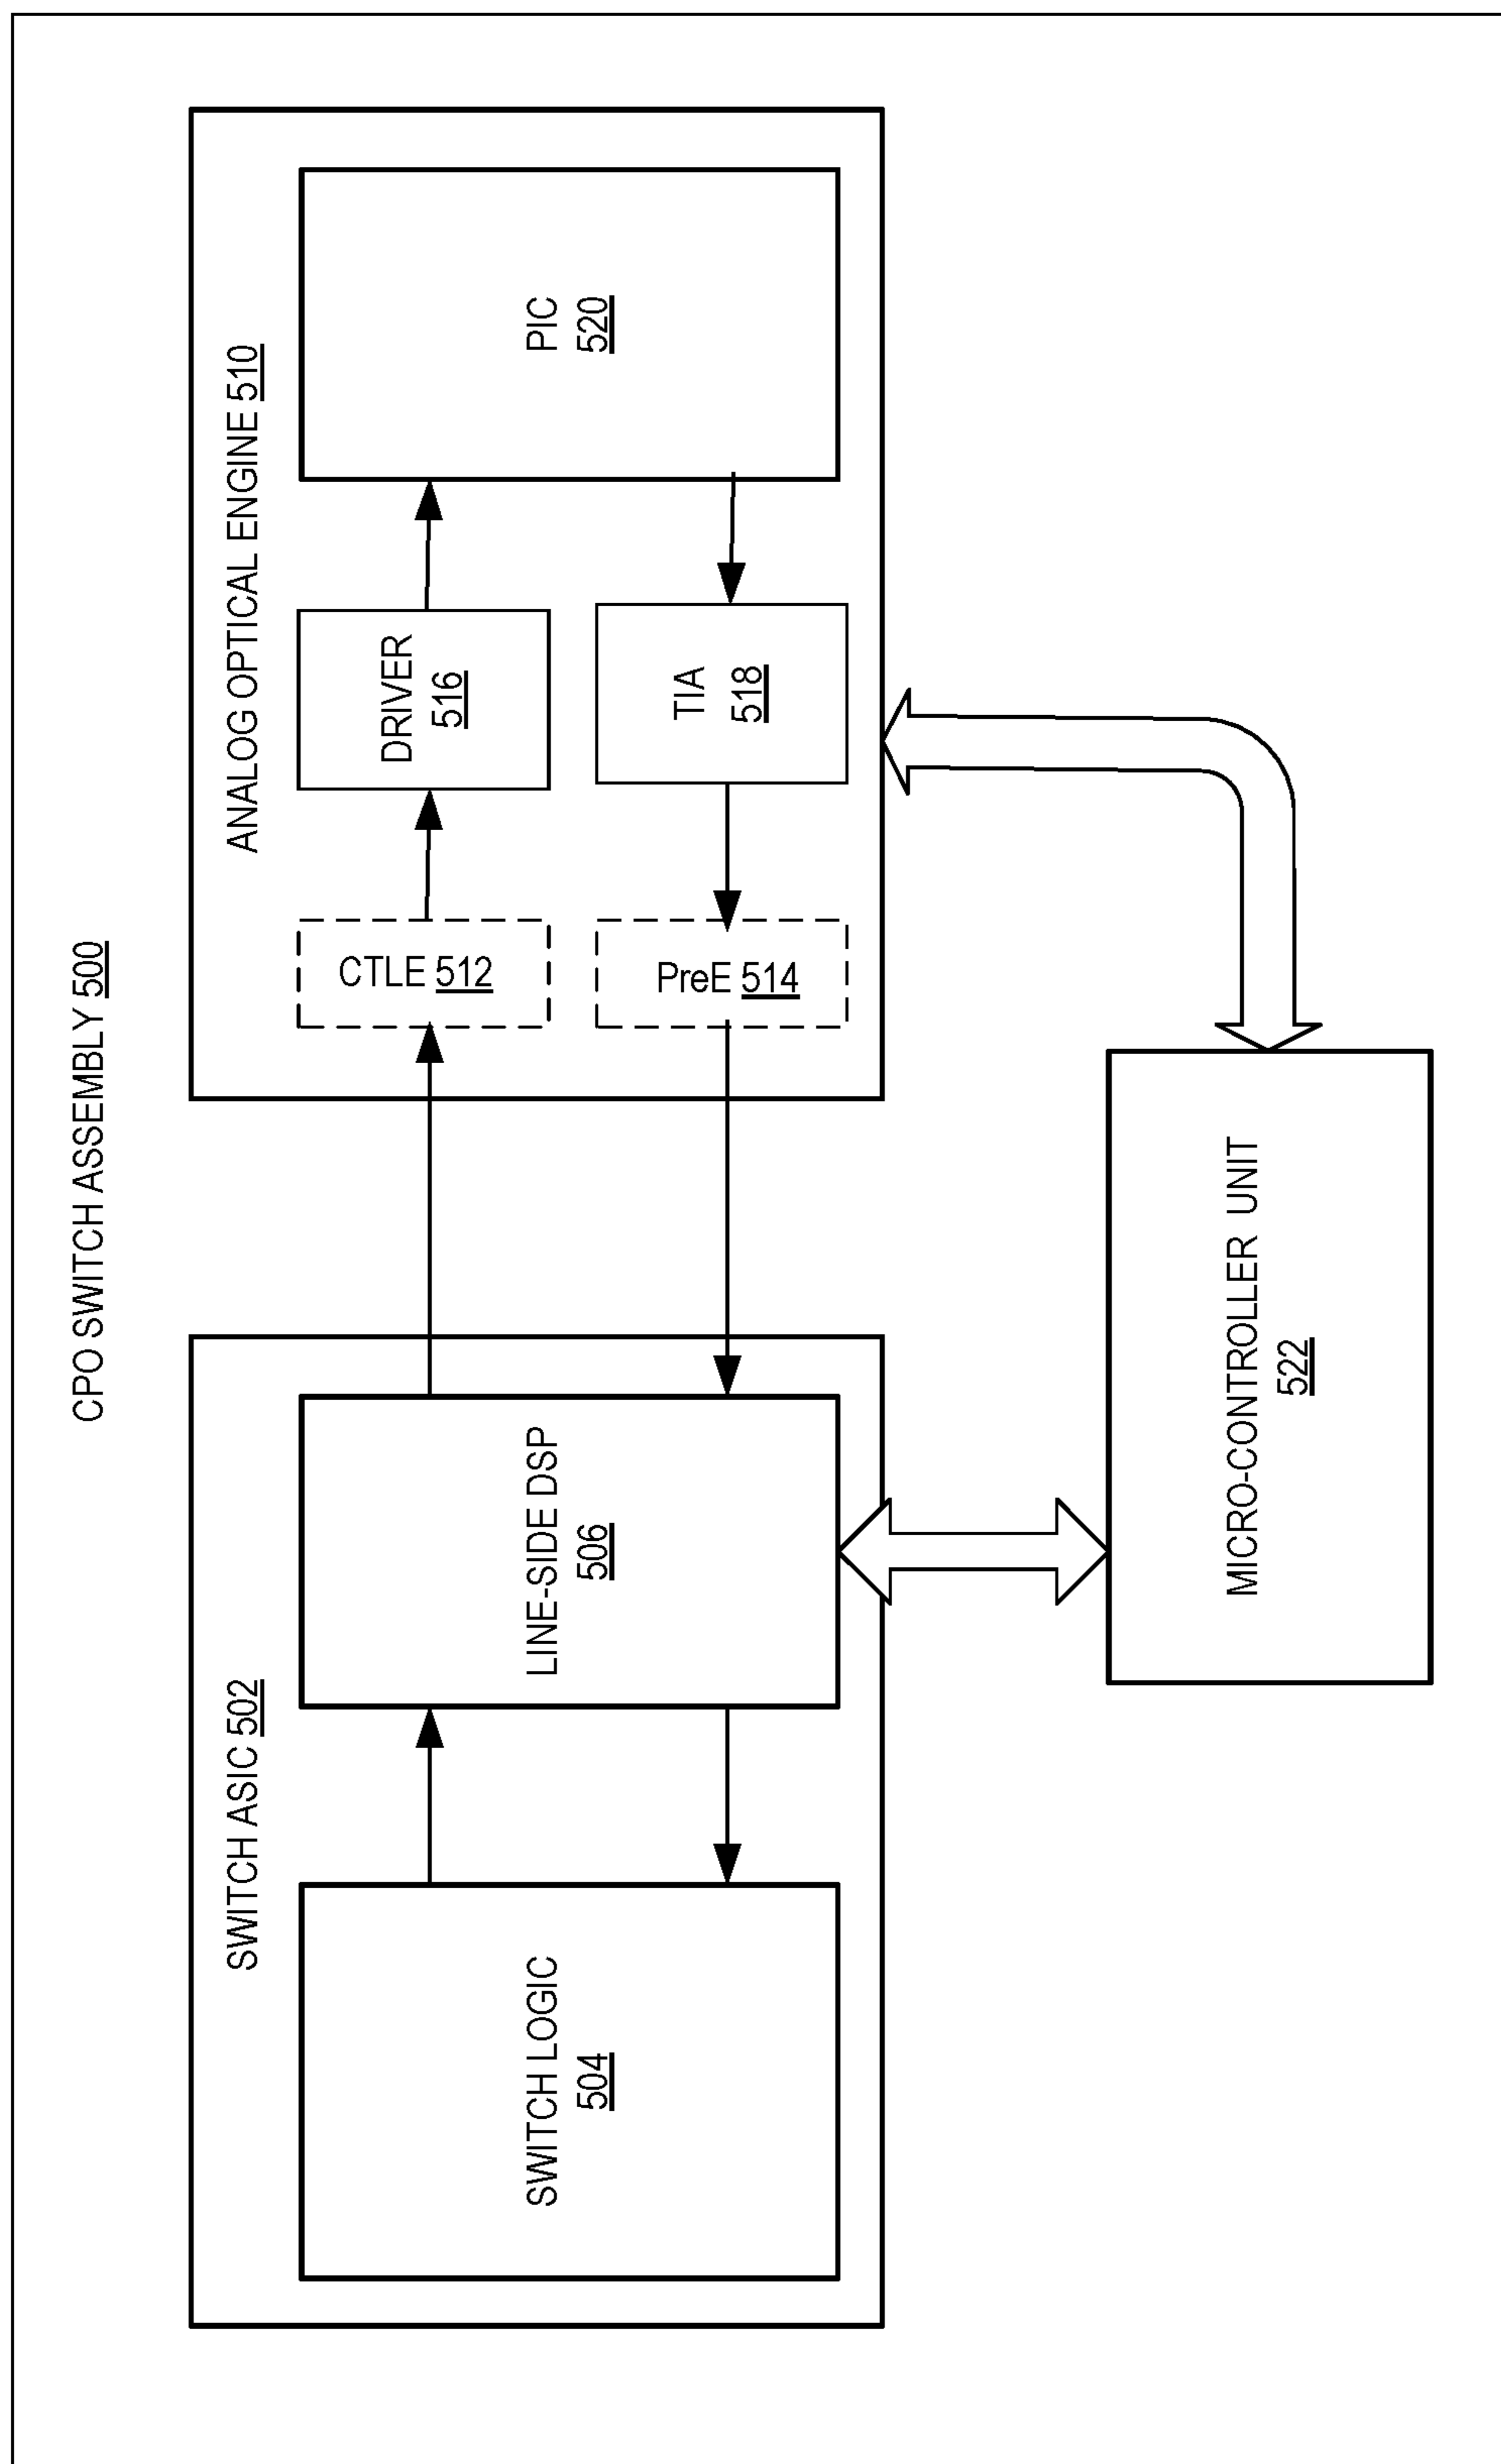 CPO SWITCH ASSEMBLY 500
SWITCH ASIC 502
SWITCH LOGIC
504
LINE-SIDE DSP
506
ANALOG OPTICAL ENGINE 510
CTLE 512
DRIVER
516
PreE 514
TIA
518
PIC
520
MICRO-CONTROLLER UNIT
522